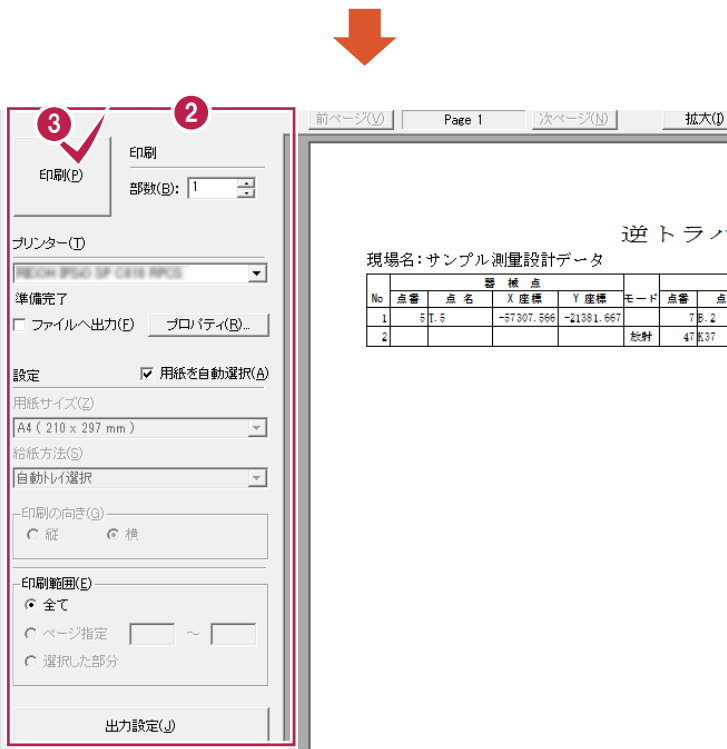 2
3
印刷(P)
印刷
部数(B): 1
プリンター(T)
準備完了
ファイルへ出力(F)
プロパティ(R)...
設定
用紙を自動選択(A)
用紙サイズ(Z)
A4 ( 210 x 297 mm )
給紙方法(S)
自動トレイ選択
印刷の向き(G)
縦 横
印刷範囲(E)
全て
ページ指定 ～
選択した部分
出力設定(J)
前ページ(V) Page 1 次ページ(N) 拡大(I)
逆トラバ
現場名：サンプル測量設計データ
器 械 点
No 点番 点 名 X 座標 Y 座標 モード 点番 点
1 5 T.5 -57307.566 -21381.667 7 B.2
2 放射 47 K37